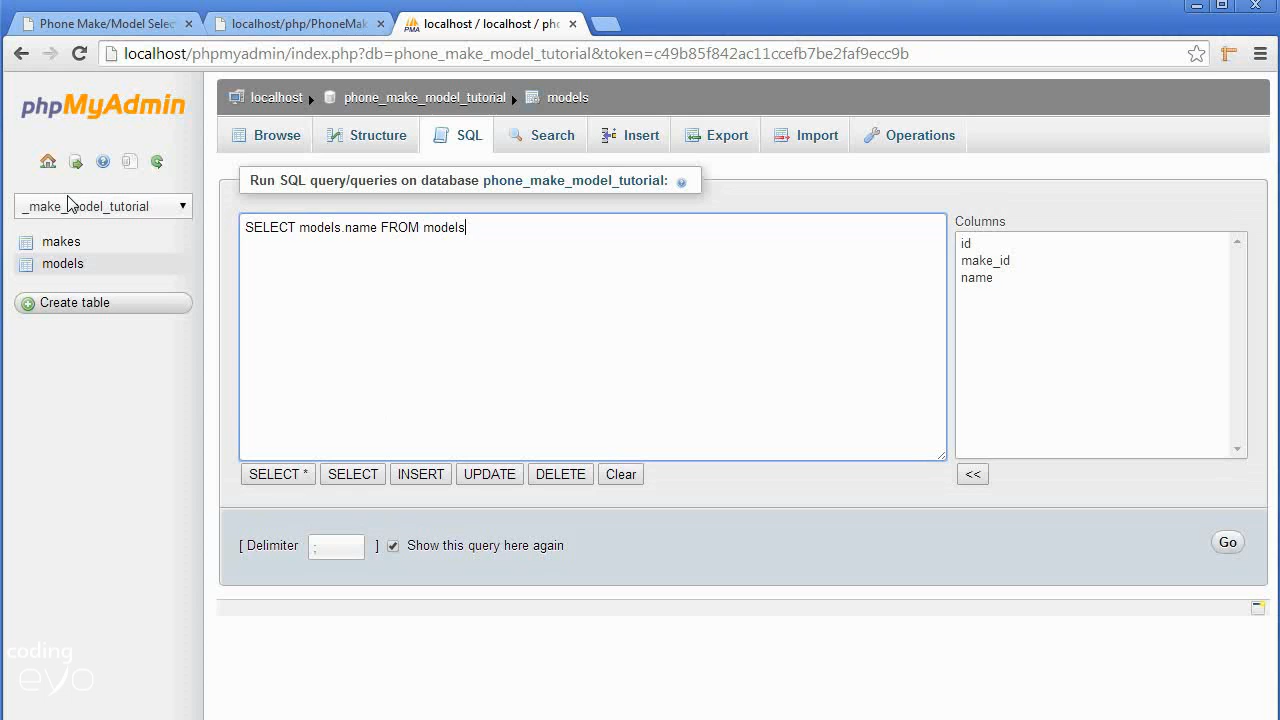 Phone Make/Model Selec
localhost/php/PhoneMak
localhost / localhost / pho
localhost/phpmyadmin/index.php?db=phone_make_model_tutorial&token=c49b85f842ac11ccefb7be2faf9ecc9b
phpMyAdmin
localhost
phone_make_model_tutorial
models
Browse
Structure
SQL
Search
Insert
Export
Import
Operations
_make_model_tutorial
makes
models
Create table
Run SQL query/queries on database phone_make_model_tutorial:
SELECT models.name FROM models
Columns
id
make_id
name
SELECT *
SELECT
INSERT
UPDATE
DELETE
Clear
<<
[ Delimiter ; ] Show this query here again
Go
coding
evo